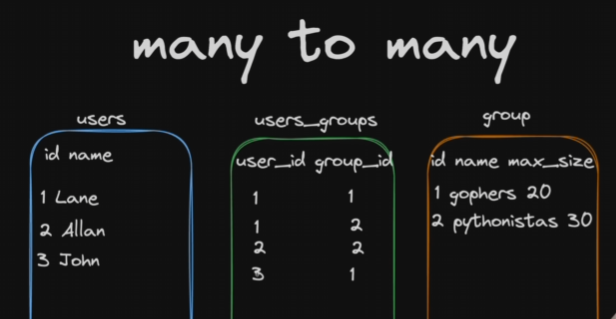 many to many
users
id name
1 Lane
2 Allan
3 John
users_groups
user_id group_id
1 1
1 2
2 2
3 1
group
id name max_size
1 gophers 20
2 pythonistas 30